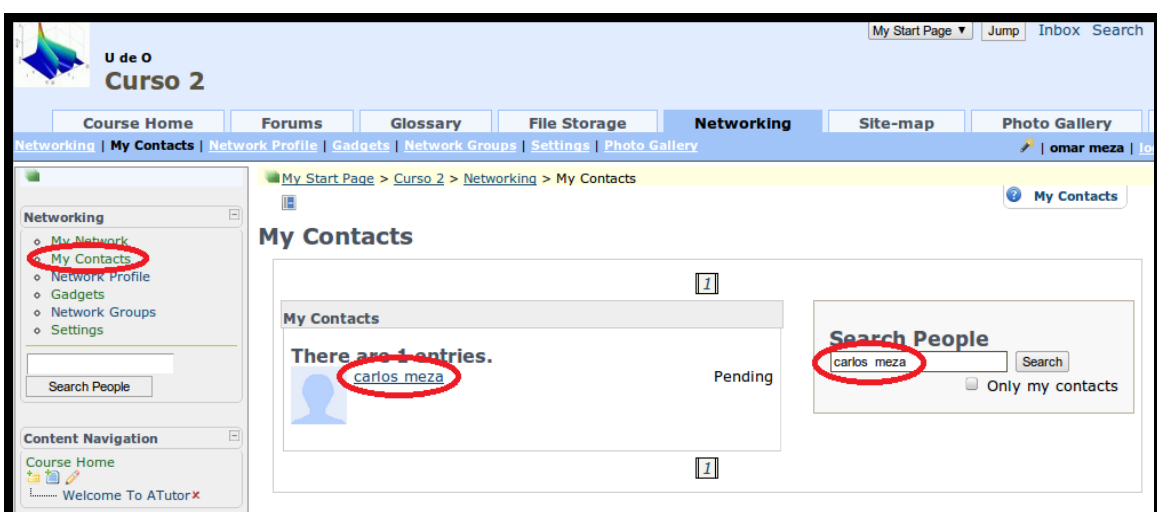 My Start Page ▼ Jump Inbox Search
U de O
Curso 2
Course Home Forums Glossary File Storage Networking Site-map Photo Gallery
Networking | My Contacts | Network Profile | Gadgets | Network Groups | Settings | Photo Gallery
| omar meza |
My Start Page > Curso 2 > Networking > My Contacts
? My Contacts
Networking
My Network
My Contacts
Network Profile
Gadgets
Network Groups
Settings
Search People
Content Navigation
Course Home
Welcome To ATutor x
My Contacts
1
My Contacts
There are 1 entries.
carlos meza Pending
1
Search People
carlos meza Search
Only my contacts